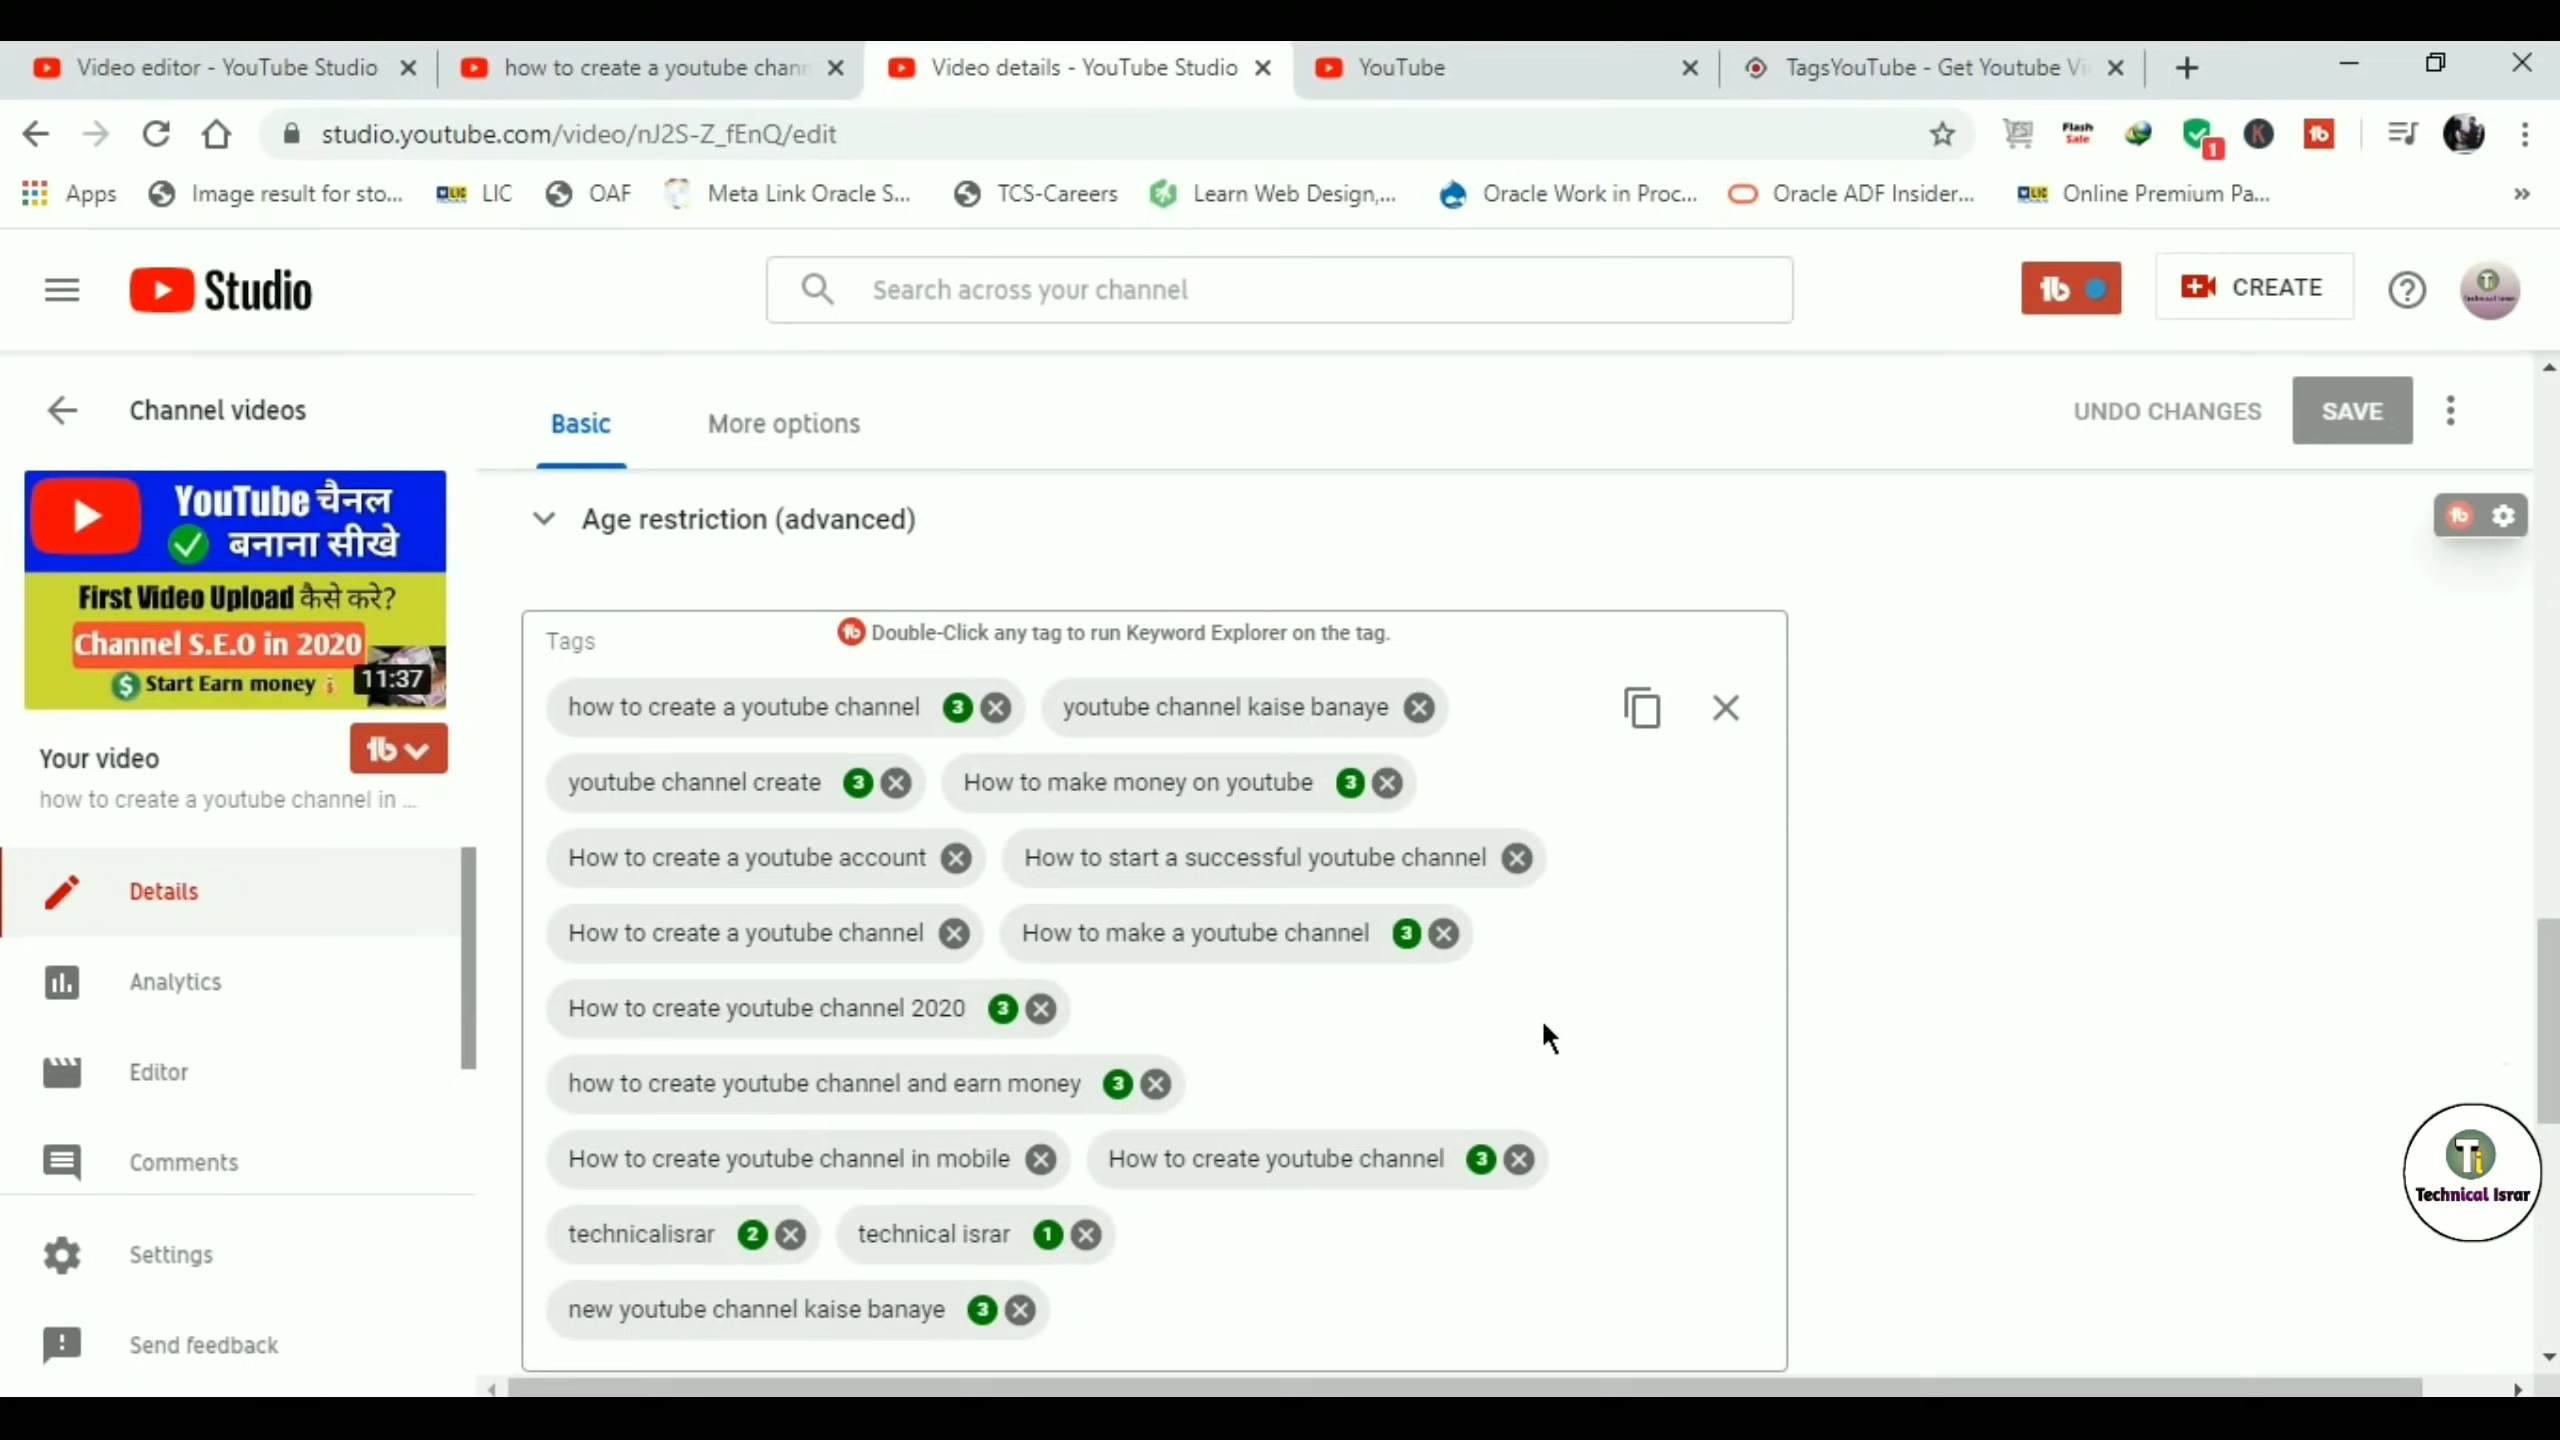 Video editor - YouTube Studio
how to create a youtube chann
Video details - YouTube Studio
YouTube
TagsYouTube - Get Youtube Vi
studio.youtube.com/video/nJ2S-Z_fEnQ/edit
Flash Sale
1
K
Apps
Image result for sto...
LIC
OAF
Meta Link Oracle S...
TCS-Careers
Learn Web Design,...
Oracle Work in Proc...
Oracle ADF Insider...
Online Premium Pa...
»
Studio
Search across your channel
CREATE
Channel videos
Basic
More options
UNDO CHANGES
SAVE
YouTube चैनल
बनाना सीखे
First Video Upload कैसे करे?
Channel S.E.O in 2020
$ Start Earn money
11:37
Your video
how to create a youtube channel in ...
Details
Analytics
Editor
Comments
Settings
Send feedback
Age restriction (advanced)
Tags
Double-Click any tag to run Keyword Explorer on the tag.
how to create a youtube channel 3
youtube channel kaise banaye
youtube channel create 3
How to make money on youtube 3
How to create a youtube account
How to start a successful youtube channel
How to create a youtube channel
How to make a youtube channel 3
How to create youtube channel 2020 3
how to create youtube channel and earn money 3
How to create youtube channel in mobile
How to create youtube channel 3
technicalisrar 2
technical israr 1
new youtube channel kaise banaye 3
Ti
Technical Israr